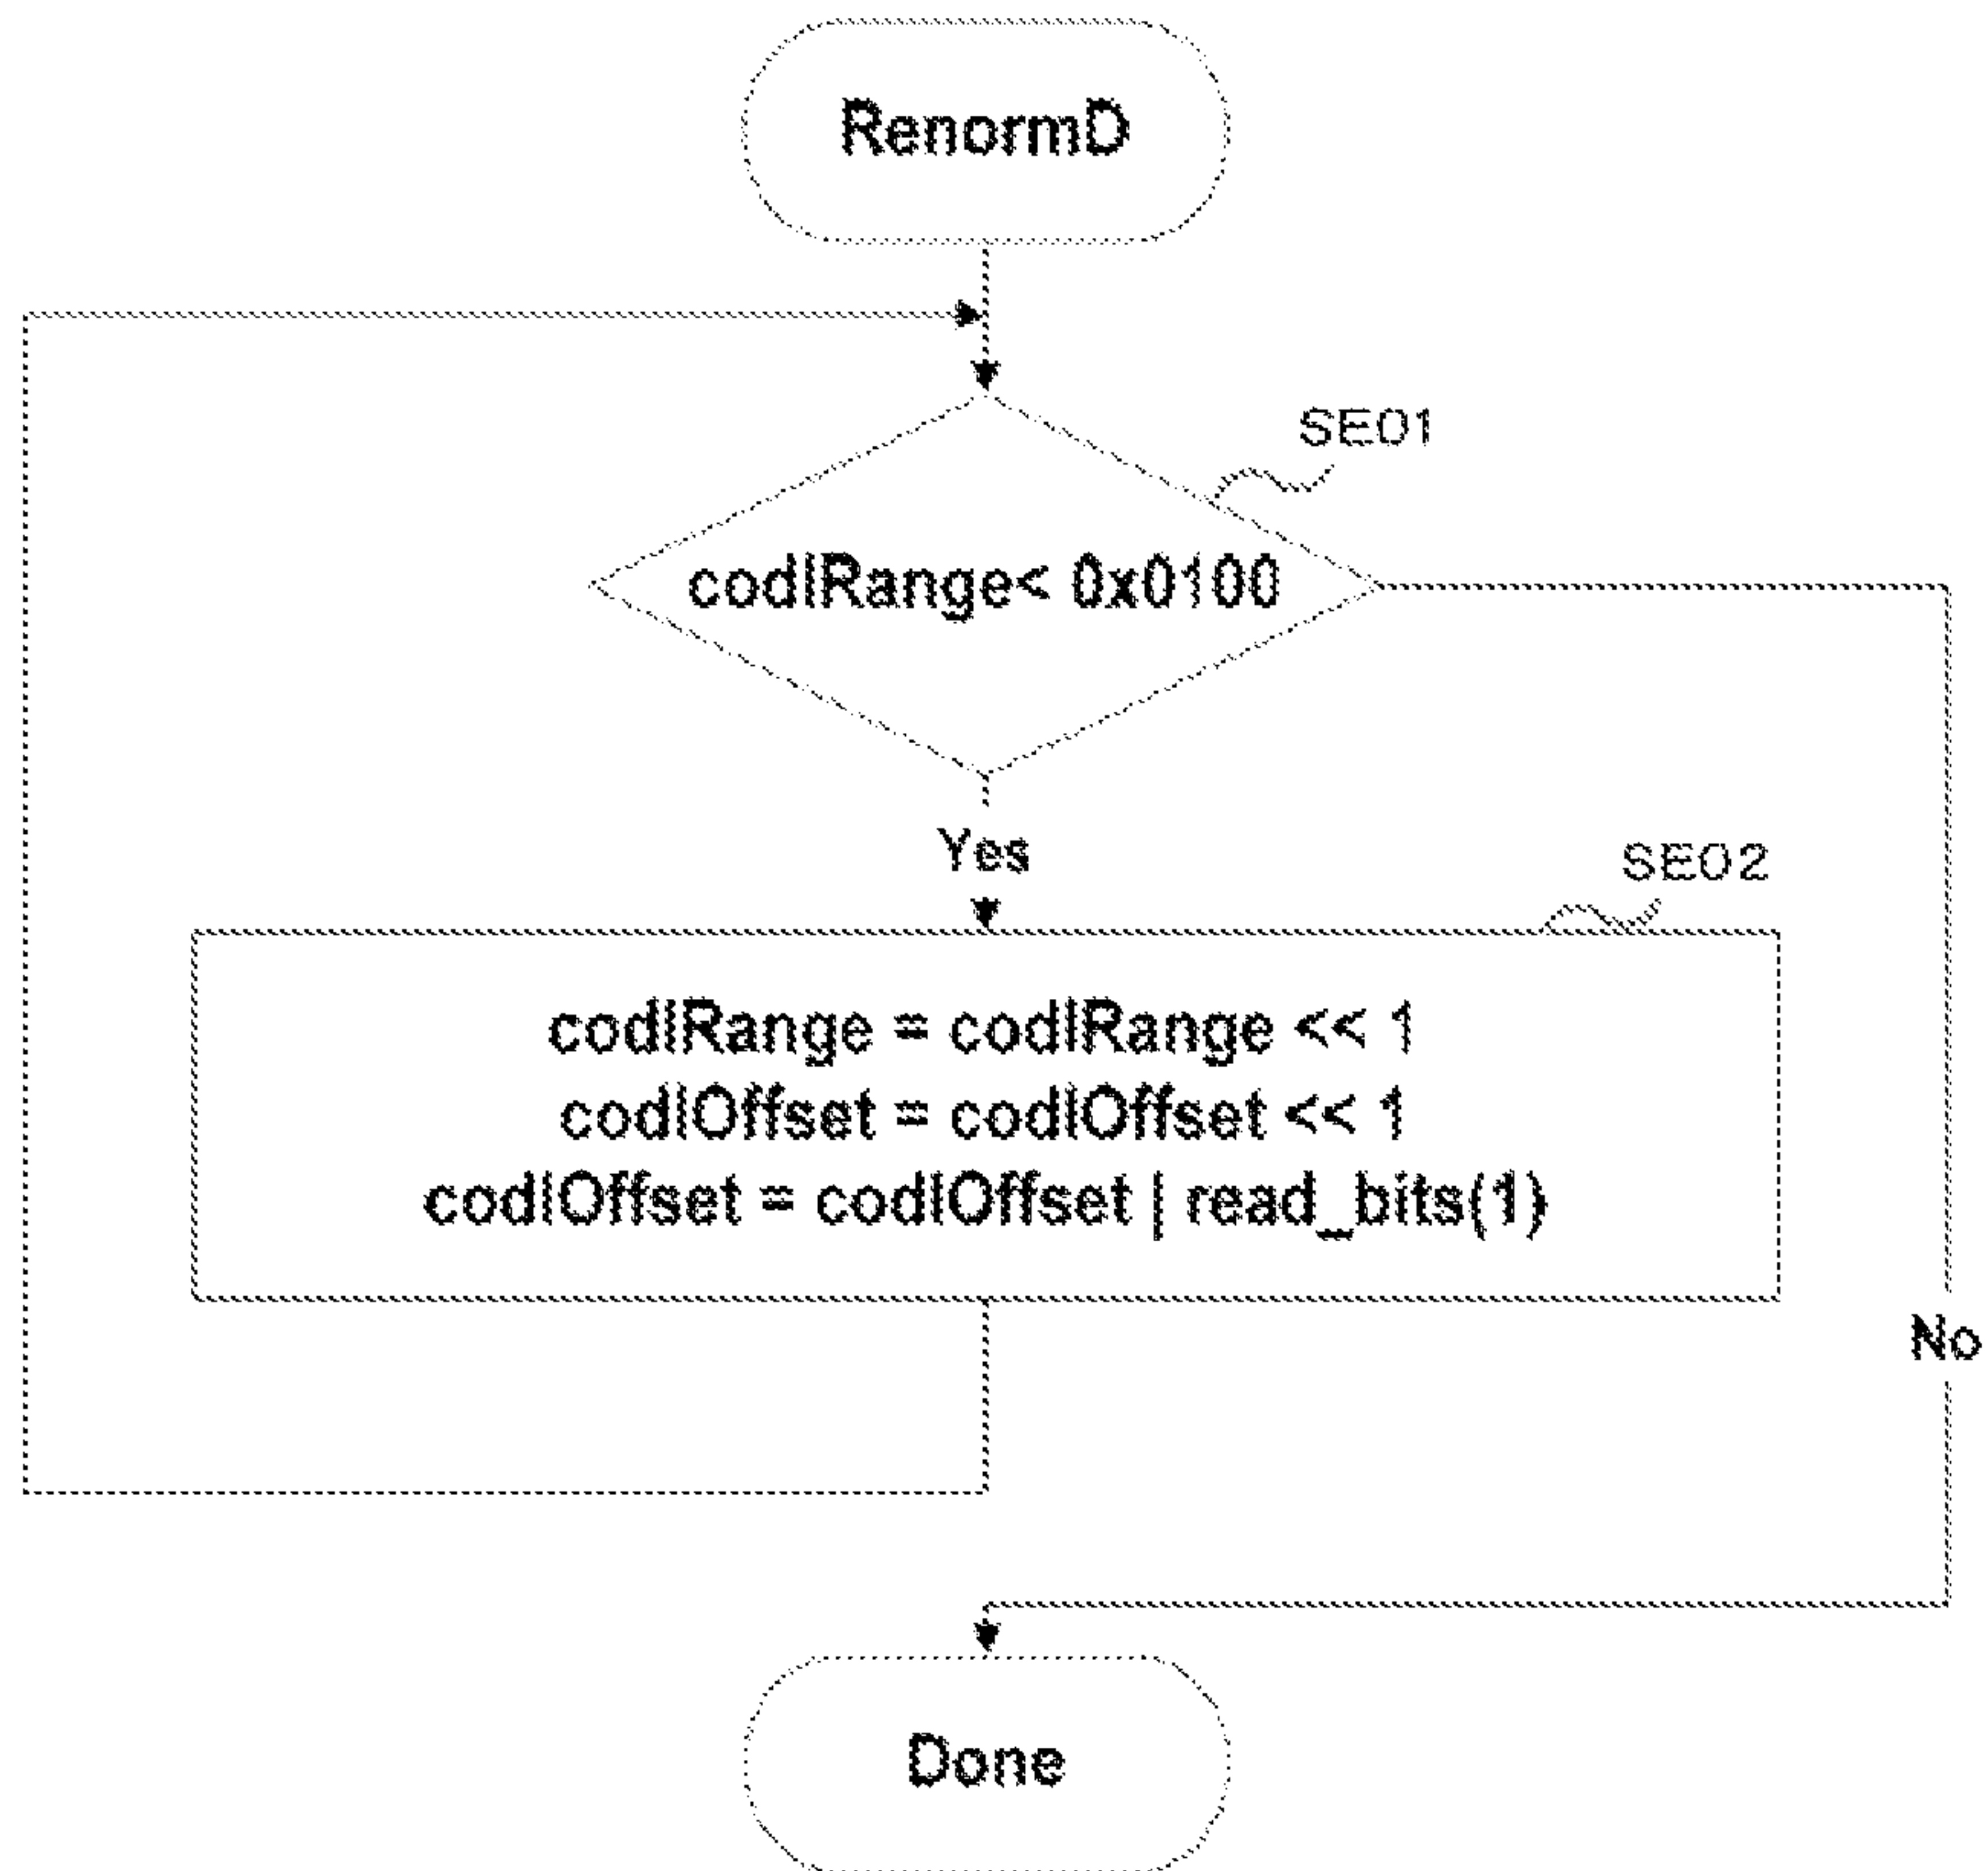 RenormD
SE01
codIRange< 0x0100
Yes
SE02
codIRange = codIRange << 1
codIOffset = codIOffset << 1
codIOffset = codIOffset | read_bits(1)
No
Done